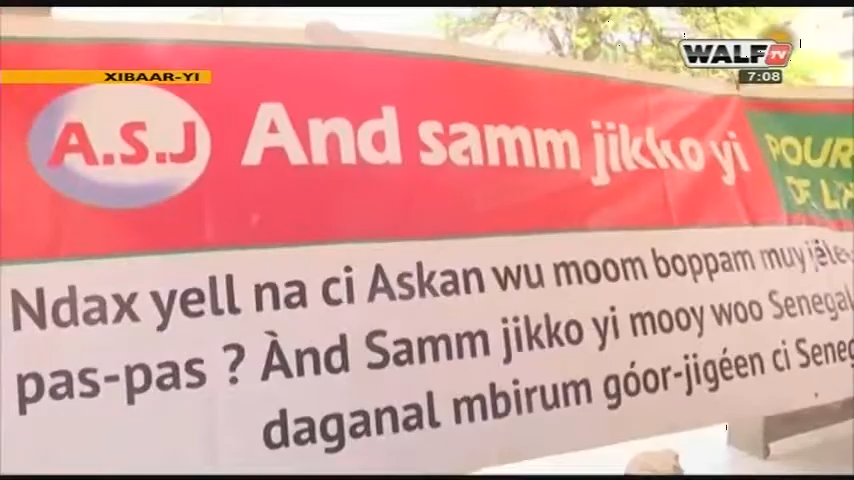 WALF TV
7:08
XIBAAR-YI
A.S.J And samm jikko yi
POUR
DE
Ndax yell na ci Askan wu moom boppam muy
pas-pas ? Ànd Samm jikko yi mooy woo Senegal
daganal mbirum góor-jigéen ci